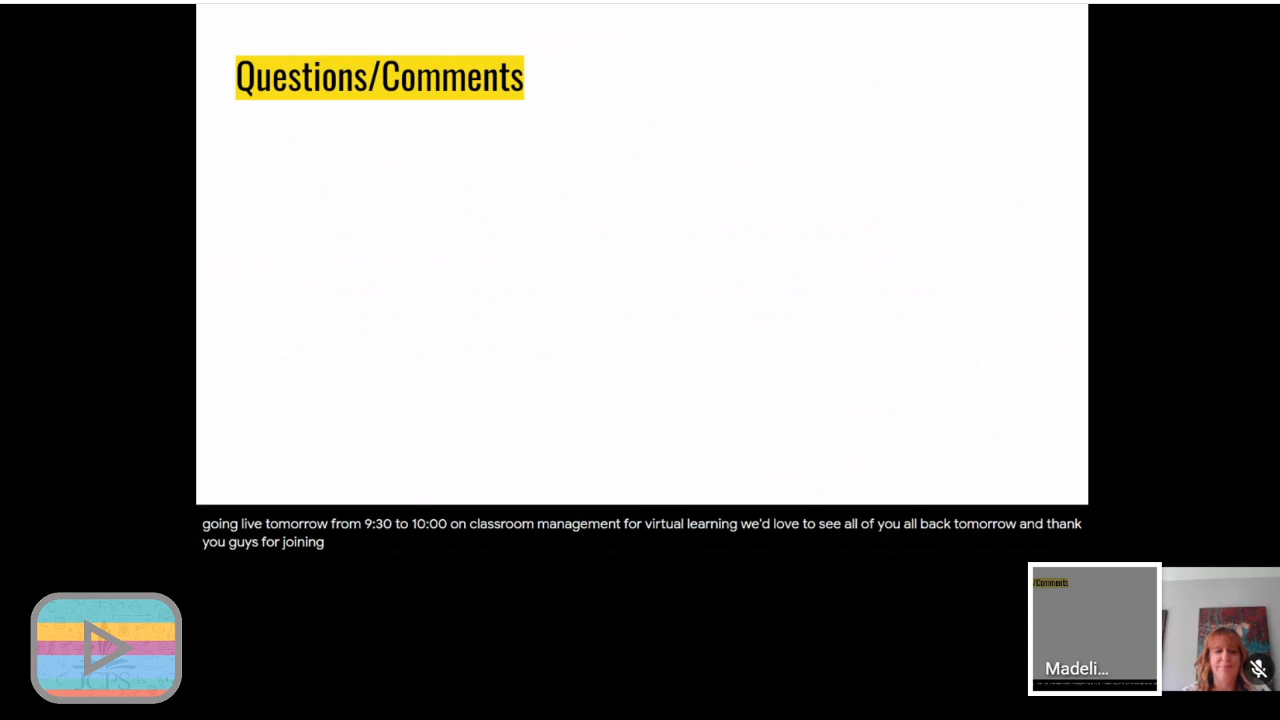 Questions/Comments
going live tomorrow from 9:30 to 10:00 on classroom management for virtual learning we'd love to see all of you all back tomorrow and thank
you guys for joining
/Comments
Madeli...
JCPS